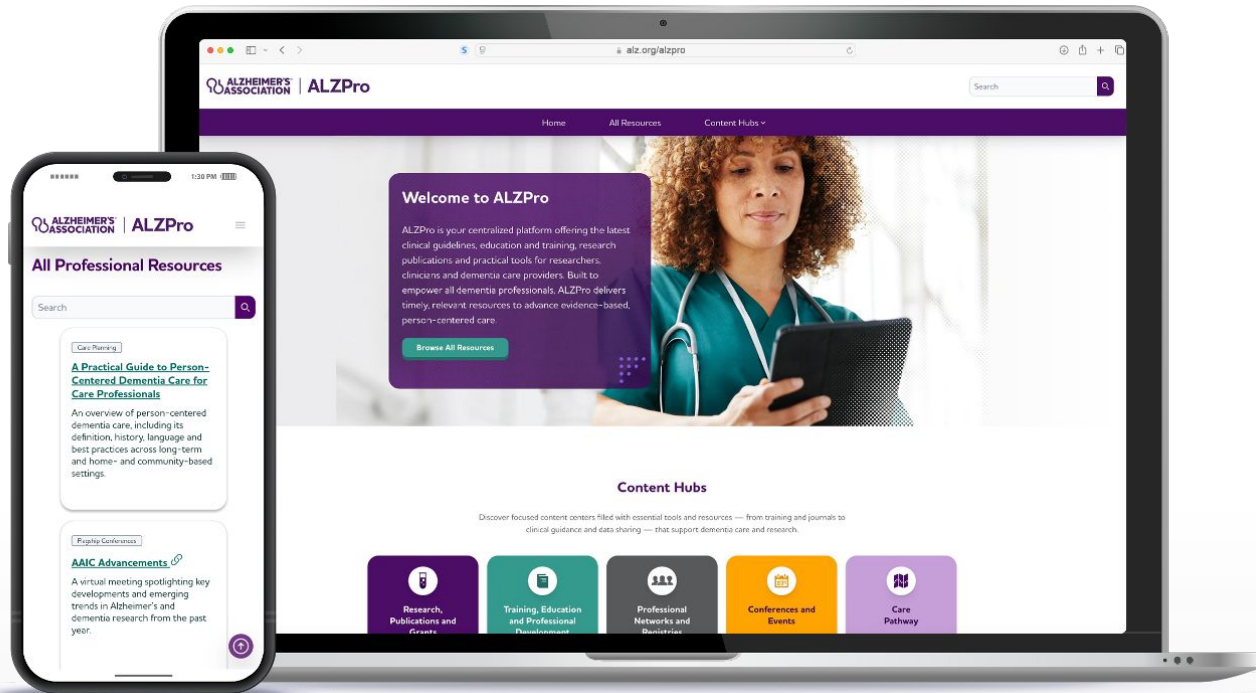 alz.org/alzpro
ALZHEIMER'S
ASSOCIATION
ALZPro
Search
Home
All Resources
Content Hubs
Welcome to ALZPro
ALZPro is your centralized platform offering the latest
clinical guidelines, education and training, research
publications and practical tools for researchers,
clinicians and dementia care providers. Built to
empower all dementia professionals, ALZPro delivers
timely, relevant resources to advance evidence-based,
person-centered care.
Browse All Resources
Content Hubs
Discover focused content centers filled with essential tools and resources — from training and journals to
clinical guidance and data sharing — that support dementia care and research.
Research,
Publications and
Grants
Training, Education
and Professional
Development
Professional
Networks and
Registries
Conferences and
Events
Care
Pathway
1:30 PM
ALZHEIMER'S
ASSOCIATION
ALZPro
All Professional Resources
Search
Care Planning
A Practical Guide to Person-
Centered Dementia Care for
Care Professionals
An overview of person-centered
dementia care, including its
definition, history, language and
best practices across long-term
and home- and community-based
settings.
Flagship Conferences
AAIC Advancements
A virtual meeting spotlighting key
developments and emerging
trends in Alzheimer's and
dementia research from the past
year.